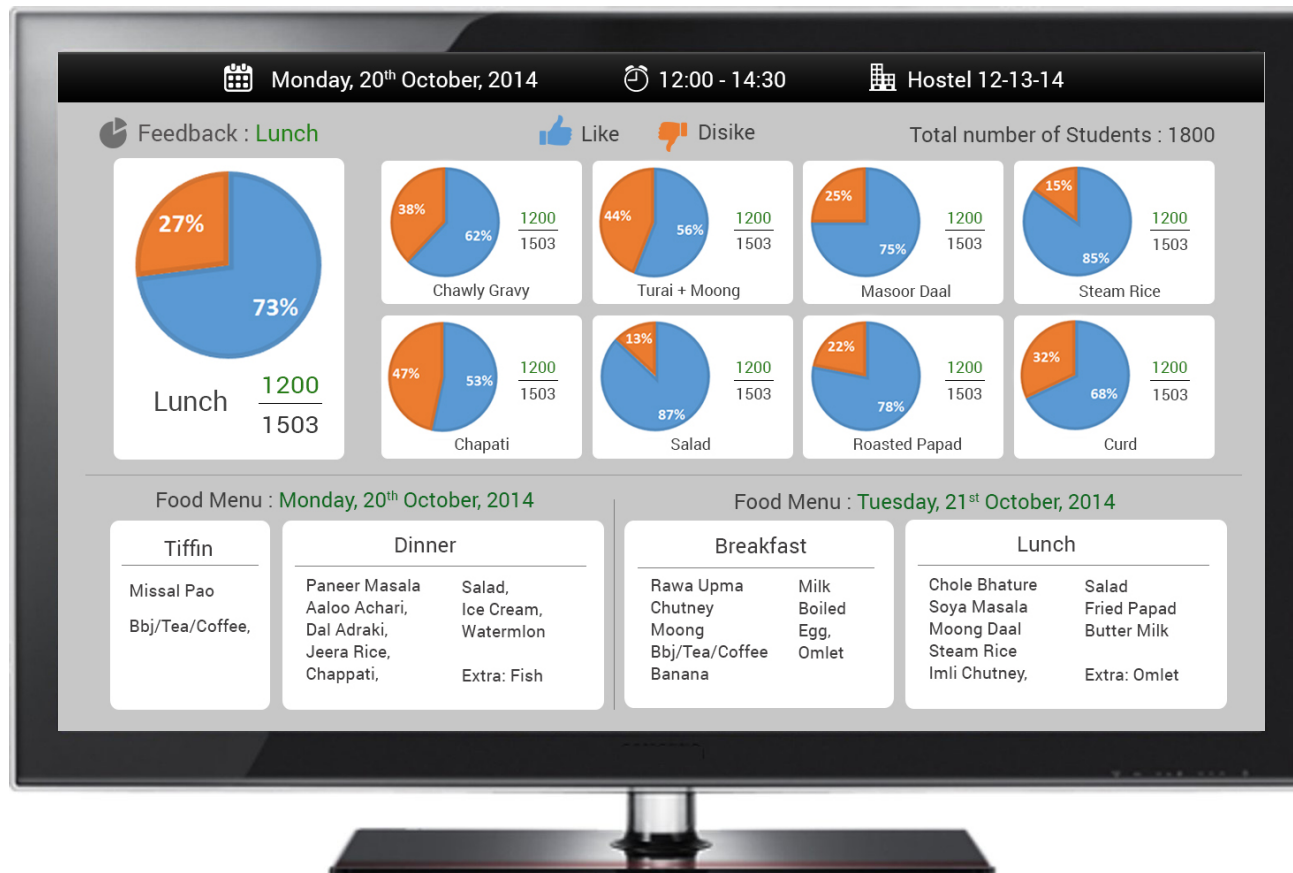 Monday, 20th October, 2014
12:00 - 14:30
Hostel 12-13-14
Feedback : Lunch
Like
Disike
Total number of Students : 1800
27%
73%
Lunch
1200
1503
38%
62%
1200
1503
Chawly Gravy
44%
56%
1200
1503
Turai + Moong
25%
75%
1200
1503
Masoor Daal
15%
85%
1200
1503
Steam Rice
47%
53%
1200
1503
Chapati
13%
87%
1200
1503
Salad
22%
78%
1200
1503
Roasted Papad
32%
68%
1200
1503
Curd
Food Menu : Monday, 20th October, 2014
Tiffin
Missal Pao
Bbj/Tea/Coffee,
Dinner
Paneer Masala
Aaloo Achari,
Dal Adraki,
Jeera Rice,
Chappati,
Salad,
Ice Cream,
Watermlon
Extra: Fish
Food Menu : Tuesday, 21st October, 2014
Breakfast
Rawa Upma
Chutney
Moong
Bbj/Tea/Coffee
Banana
Milk
Boiled
Egg,
Omlet
Lunch
Chole Bhature
Soya Masala
Moong Daal
Steam Rice
Imli Chutney,
Salad
Fried Papad
Butter Milk
Extra: Omlet